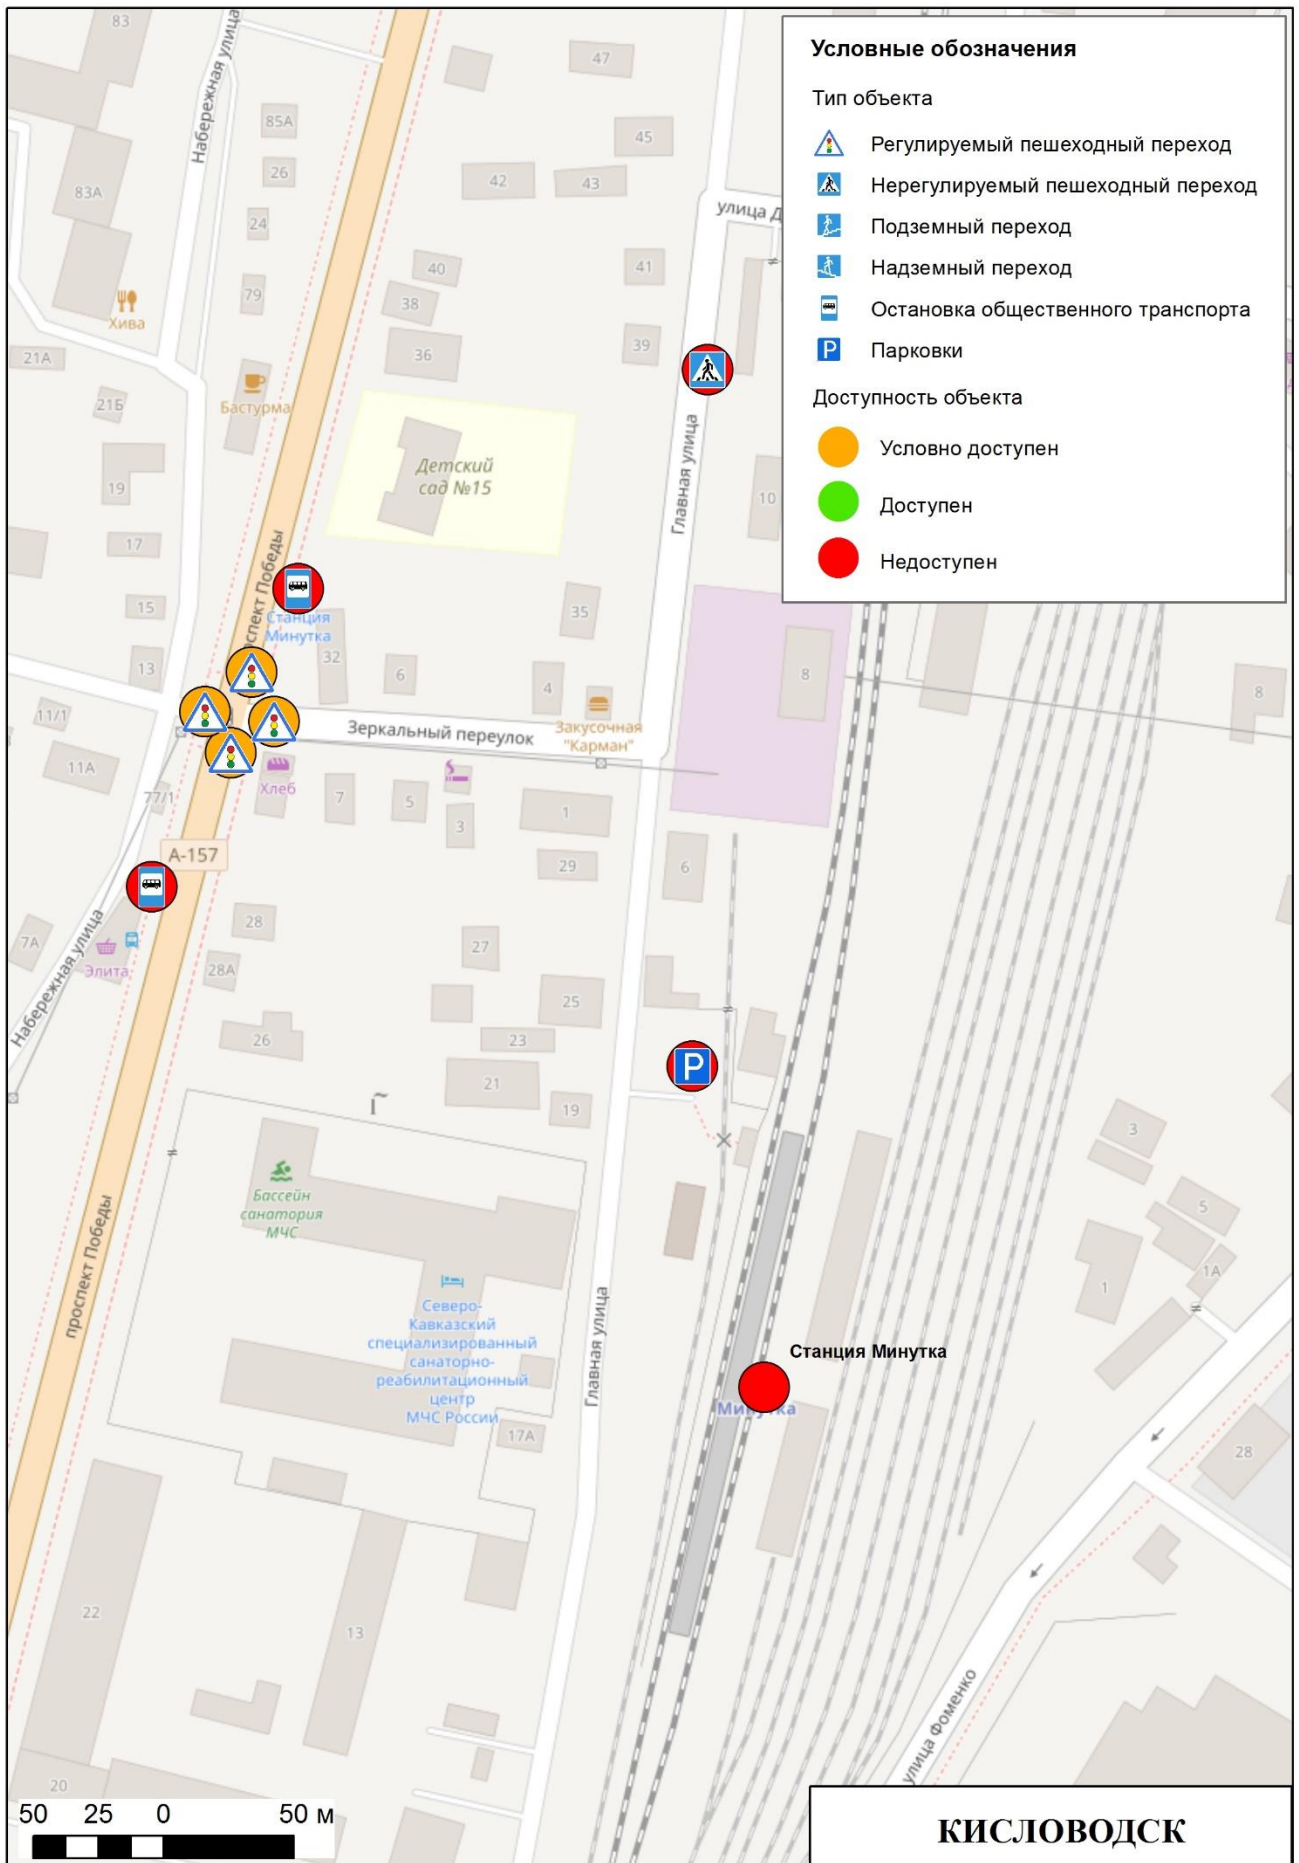 83
Набережная улица
47
Условные обозначения
Тип объекта
Регулируемый пешеходный переход
Нерегулируемый пешеходный переход
Подземный переход
Надземный переход
Остановка общественного транспорта
P
Парковки
Доступность объекта
Условно доступен
Доступен
Недоступен
85А
45
26
83А
42
43
улица Д
24
40
41
79
38
Хива
36
39
21А
Бастурма
21Б
Главная улица
Детский
сад №15
19
10
17
спект Победы
15
Станция
Минутка
35
32
13
6
4
8
8
11/1
Зеркальный переулок
Закусочная
"Карман"
11А
Хлеб
77/1
7
5
3
1
А-157
29
6
28
7А
27
Элита
28А
Набережная улица
25
26
23
P
21
19
3
Бассейн
санатория
МЧС
5
проспект Победы
1
1А
Северо-
Кавказский
специализированный
санаторно-
реабилитационный
центр
МЧС России
Главная улица
Станция Минутка
17А
28
22
13
улица Фоменко
20
50 25 0 50 м
КИСЛОВОДСК